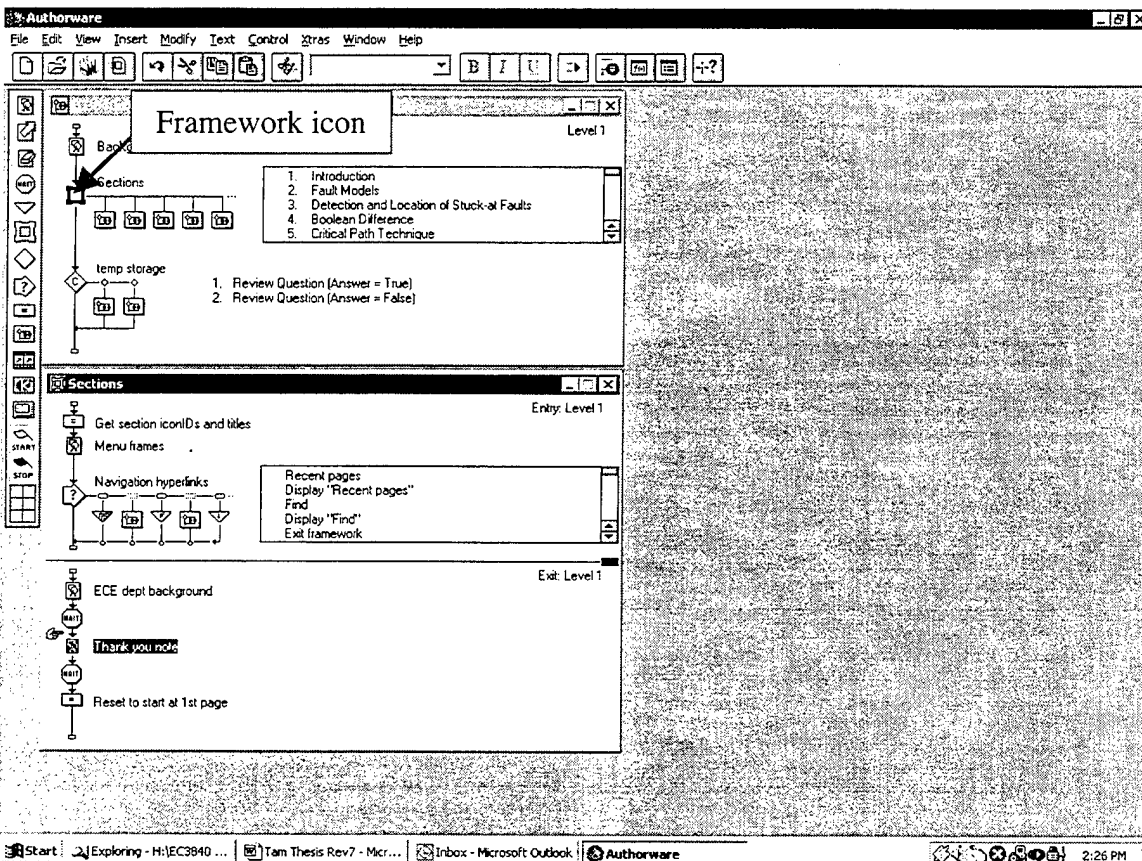 Authorware
File Edit View Insert Modify Text Control Xtras Window Help
B I U
Framework icon
Level 1
Sections
1. Introduction
2. Fault Models
3. Detection and Location of Stuck-at Faults
4. Boolean Difference
5. Critical Path Technique
temp storage
1. Review Question (Answer = True)
2. Review Question (Answer = False)
WAIT
START
STOP
Sections
Entry: Level 1
Get section iconIDs and titles
Menu frames
Navigation hyperlinks
Recent pages
Display "Recent pages"
Find
Display "Find"
Exit framework
Exit: Level 1
ECE dept background
WAIT
Thank you note
WAIT
Reset to start at 1st page
Start Exploring - H:\EC3840 ... Tam Thesis Rev7 - Micr... Inbox - Microsoft Outlook Authorware 2:26 PM